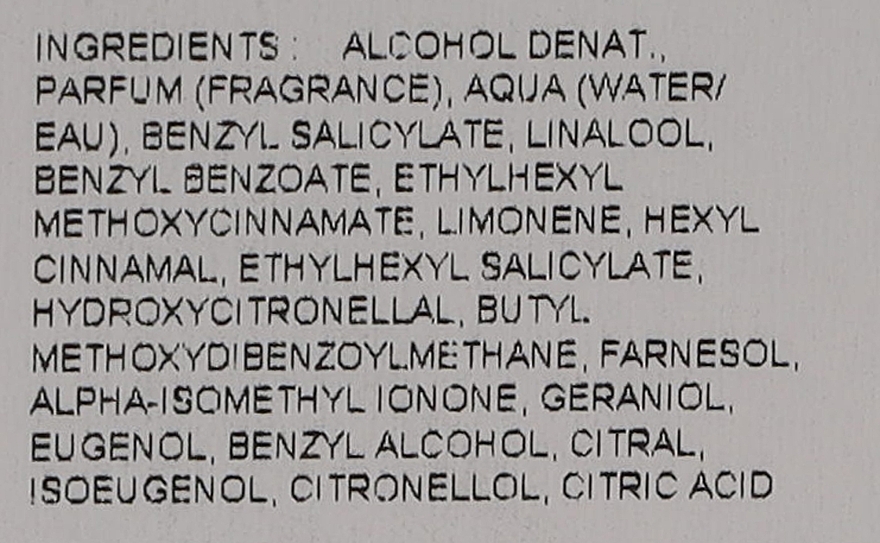 INGREDIENTS : ALCOHOL DENAT.,
PARFUM (FRAGRANCE), AQUA (WATER/
EAU), BENZYL SALICYLATE, LINALOOL,
BENZYL BENZOATE, ETHYLHEXYL
METHOXYCINNAMATE, LIMONENE, HEXYL
CINNAMAL, ETHYLHEXYL SALICYLATE,
HYDROXYCITRONELLAL, BUTYL
METHOXYDIBENZOYLMETHANE, FARNESOL,
ALPHA-ISOMETHYL IONONE, GERANIOL,
EUGENOL, BENZYL ALCOHOL, CITRAL,
ISOEUGENOL, CITRONELLOL, CITRIC ACID